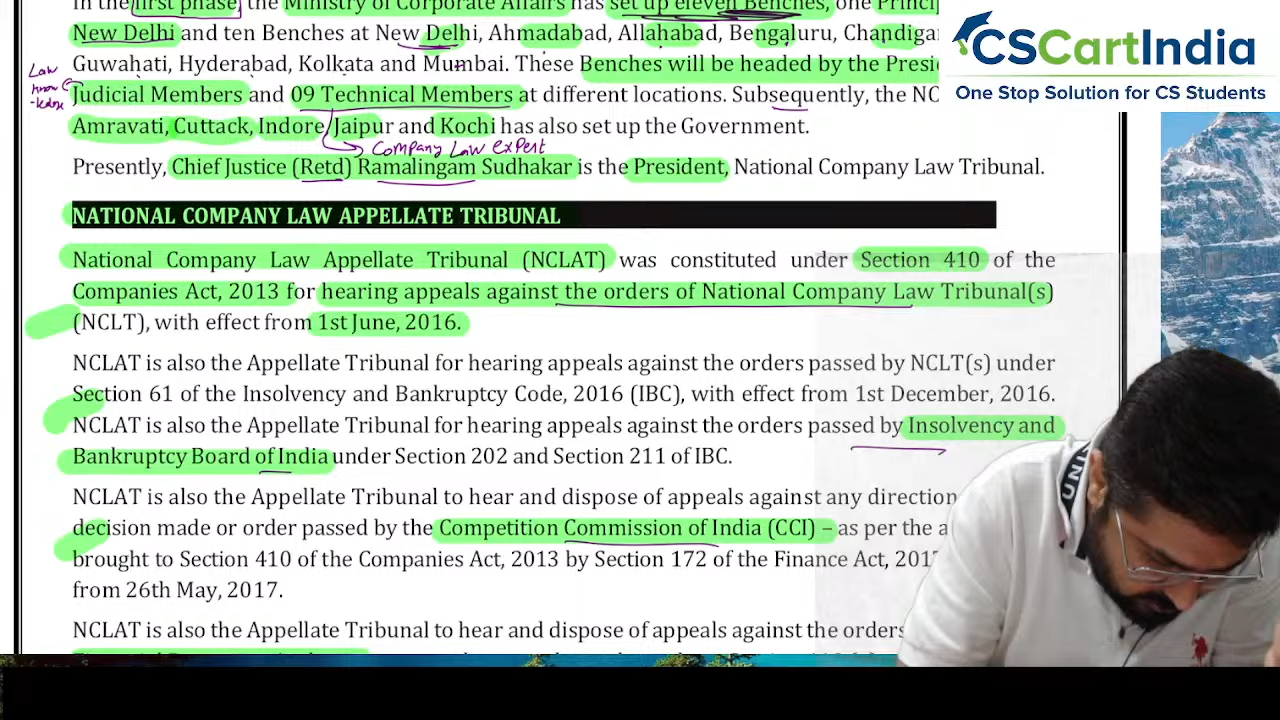 In the first phase, the Ministry of Corporate Affairs has set up eleven Benches, one Princip
New Delhi and ten Benches at New Delhi, Ahmadabad, Allahabad, Bengaluru, Chandigar
Guwahati, Hyderabad, Kolkata and Mumbai. These Benches will be headed by the Presi
Law
know
-ledge
Judicial Members and 09 Technical Members at different locations. Subsequently, the NC
Amravati, Cuttack, Indore, Jaipur and Kochi has also set up the Government.
Company Law Expert
Presently, Chief Justice (Retd) Ramalingam Sudhakar is the President, National Company Law Tribunal.
NATIONAL COMPANY LAW APPELLATE TRIBUNAL
National Company Law Appellate Tribunal (NCLAT) was constituted under Section 410 of the
Companies Act, 2013 for hearing appeals against the orders of National Company Law Tribunal(s)
(NCLT), with effect from 1st June, 2016.
NCLAT is also the Appellate Tribunal for hearing appeals against the orders passed by NCLT(s) under
Section 61 of the Insolvency and Bankruptcy Code, 2016 (IBC), with effect from 1st December, 2016.
NCLAT is also the Appellate Tribunal for hearing appeals against the orders passed by Insolvency and
Bankruptcy Board of India under Section 202 and Section 211 of IBC.
NCLAT is also the Appellate Tribunal to hear and dispose of appeals against any direction
decision made or order passed by the Competition Commission of India (CCI) – as per the a
brought to Section 410 of the Companies Act, 2013 by Section 172 of the Finance Act, 2017
from 26th May, 2017.
NCLAT is also the Appellate Tribunal to hear and dispose of appeals against the orders
CSCartIndia
One Stop Solution for CS Students
UNI